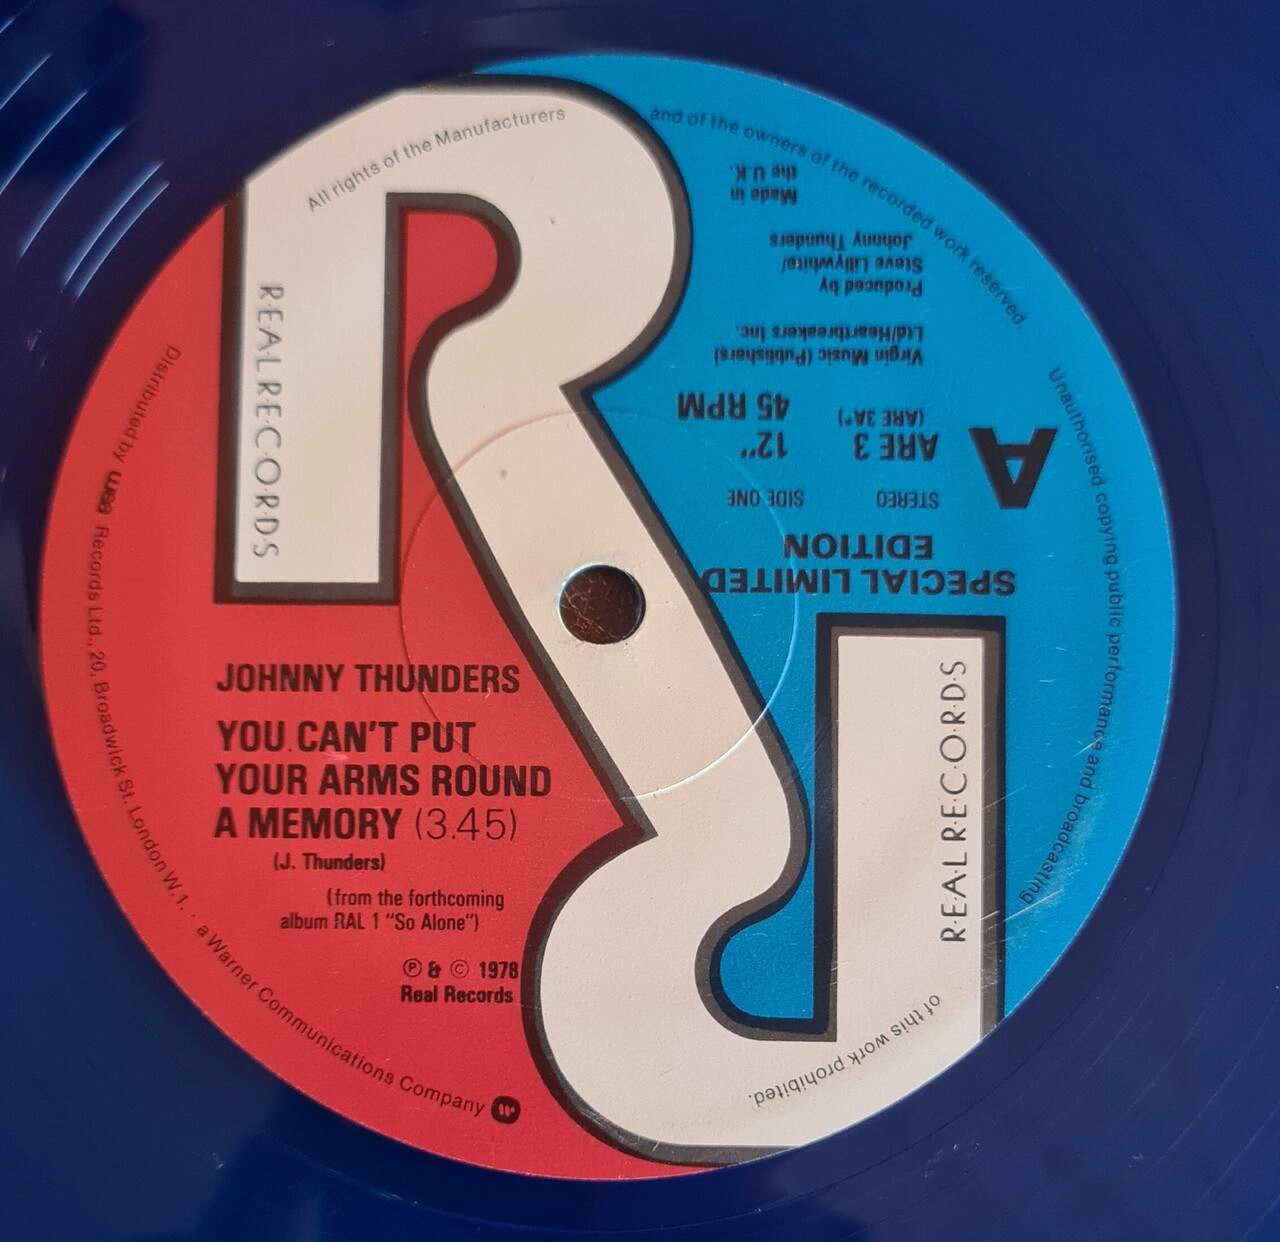 All rights of the Manufacturers and of the owners of the recorded work reserved.
Unauthorised copying public performance and broadcasting of this work prohibited.
R·E·A·L R·E·C·O·R·D·S
JOHNNY THUNDERS
YOU CAN'T PUT
YOUR ARMS ROUND
A MEMORY (3.45)
(J. Thunders)
(from the forthcoming
album RAL 1 "So Alone")
℗ & © 1978
Real Records
Distributed by wea Records Ltd., 20, Broadwick St. London W.1. · a Warner Communications Company
R·E·A·L R·E·C·O·R·D·S
SPECIAL LIMITED
EDITION
STEREO SIDE ONE
A
ARE 3 12"
(ARE 3A*) 45 RPM
Virgin Music (Publishers)
Ltd/Heartbreakers Inc.
Produced by
Steve Lillywhite/
Johnny Thunders
Made in
the U.K.